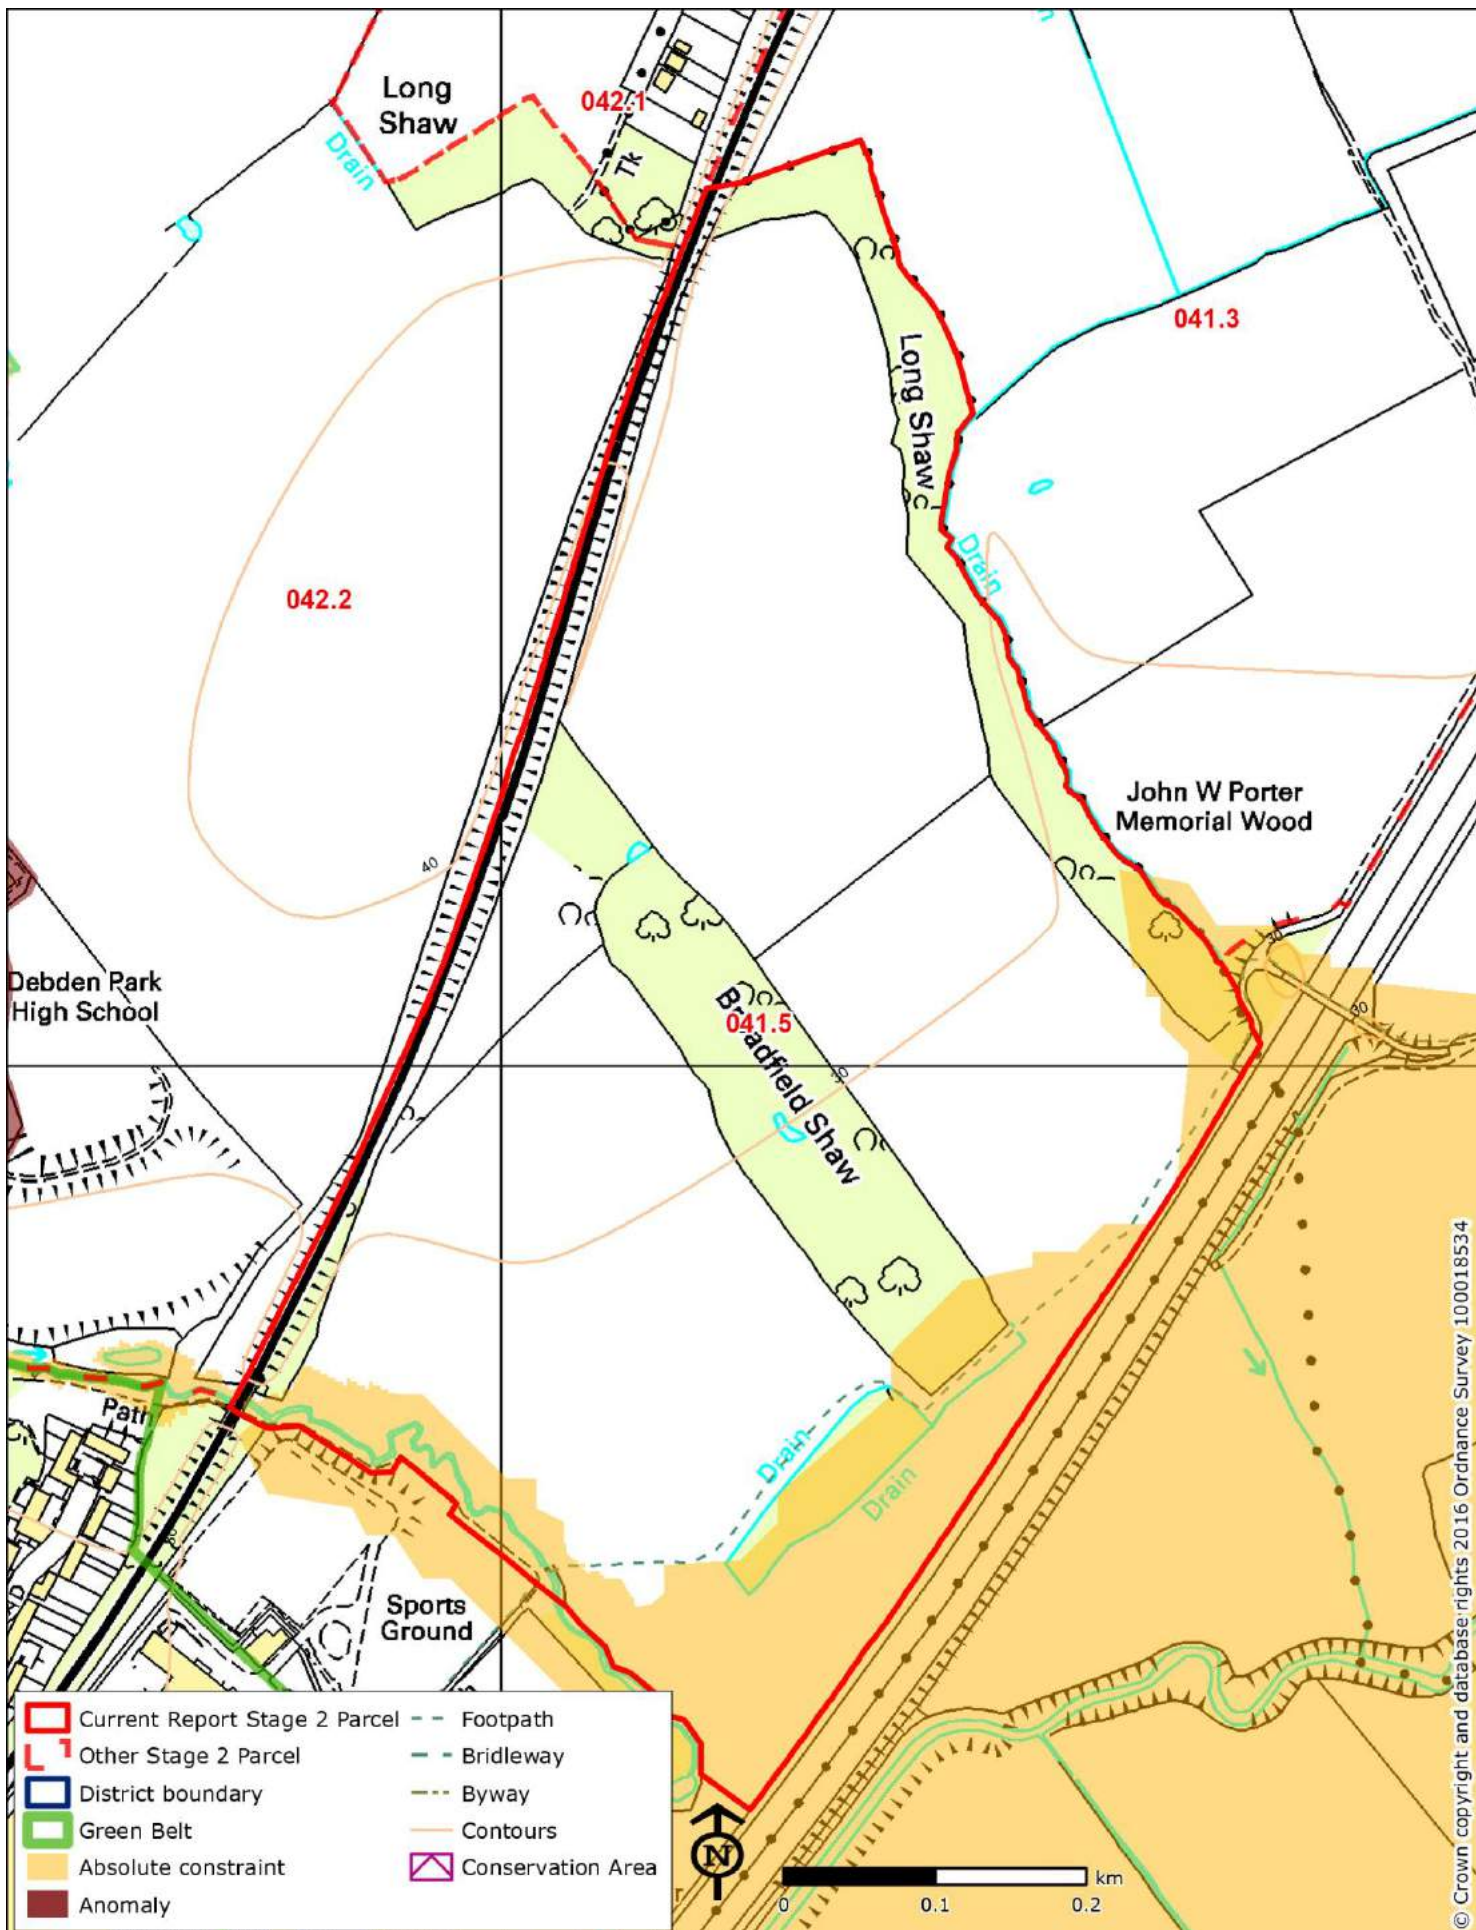 Long
Shaw
042.1
Drain
Tk
041.3
Long Shaw
Drain
042.2
John W Porter
Memorial Wood
40
30
30
Debden Park
High School
041.5
Bradfield Shaw
30
Path
Drain
Drain
30
Sports
Ground
Current Report Stage 2 Parcel
Other Stage 2 Parcel
District boundary
Green Belt
Absolute constraint
Anomaly
Footpath
Bridleway
Byway
Contours
Conservation Area
N
km
0
0.1
0.2
© Crown copyright and database rights 2016 Ordnance Survey 100018534